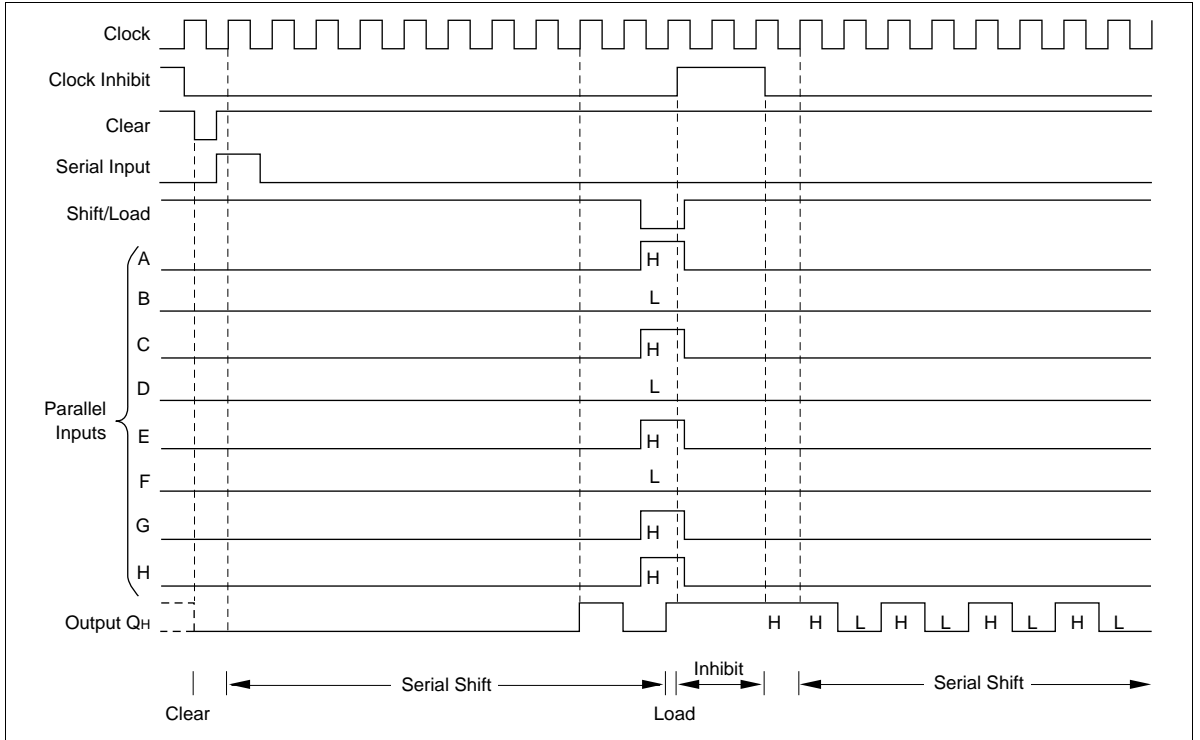 Clock
Clock Inhibit
Clear
Serial Input
Shift/Load
Parallel
Inputs
A
H
B
L
C
H
D
L
E
H
F
L
G
H
H
H
Output QH
H H L H L H L H L
Serial Shift
Inhibit
Serial Shift
Clear
Load